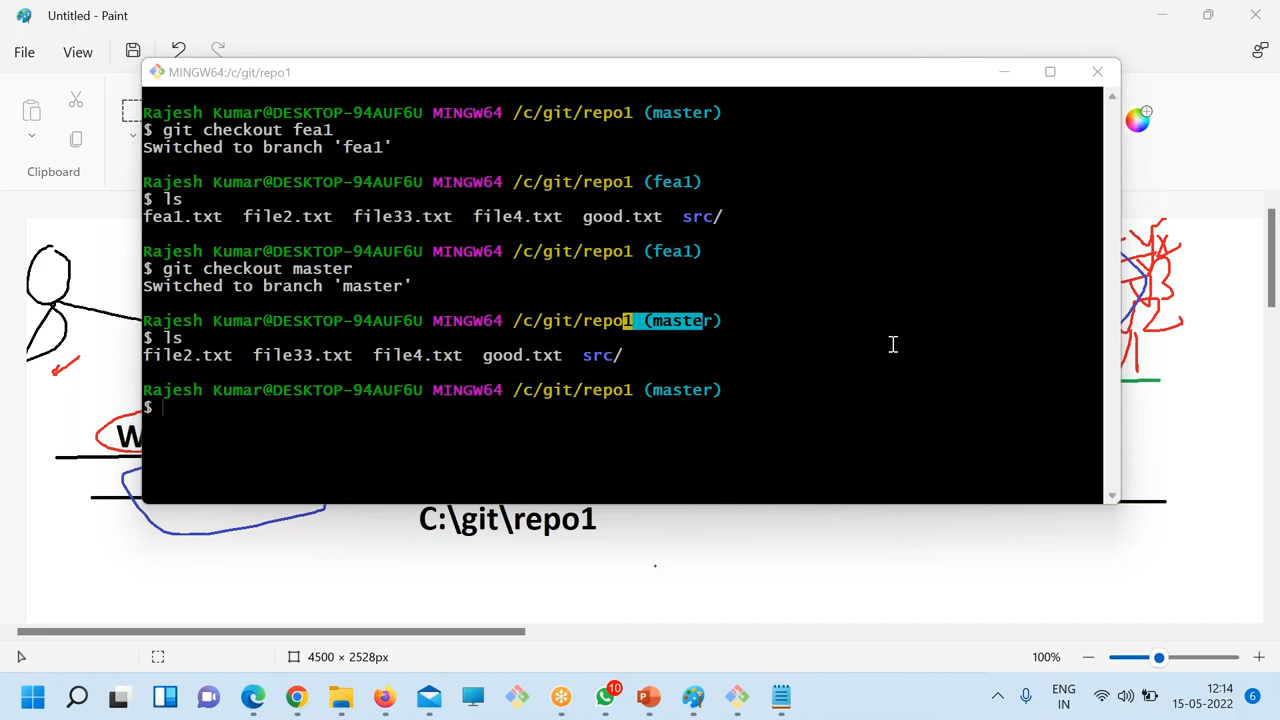 Untitled - Paint
File View
MINGW64:/c/git/repo1
Rajesh Kumar@DESKTOP-94AUF6U MINGW64 /c/git/repo1 (master)
$ git checkout fea1
Switched to branch 'fea1'
Rajesh Kumar@DESKTOP-94AUF6U MINGW64 /c/git/repo1 (fea1)
$ ls
fea1.txt file2.txt file33.txt file4.txt good.txt src/
Rajesh Kumar@DESKTOP-94AUF6U MINGW64 /c/git/repo1 (fea1)
$ git checkout master
Switched to branch 'master'
Rajesh Kumar@DESKTOP-94AUF6U MINGW64 /c/git/repo1 (master)
$ ls
file2.txt file33.txt file4.txt good.txt src/
Rajesh Kumar@DESKTOP-94AUF6U MINGW64 /c/git/repo1 (master)
$
Clipboard
W
C:\git\repo1
4500 × 2528px
100%
10
ENG
IN
12:14
15-05-2022
6